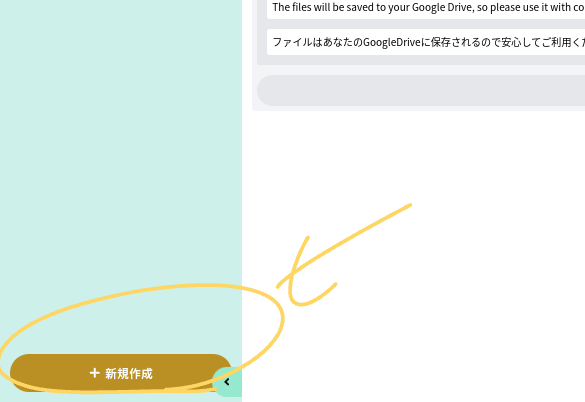 The files will be saved to your Google Drive, so please use it with co
ファイルはあなたのGoogleDriveに保存されるので安心してご利用く
新規作成